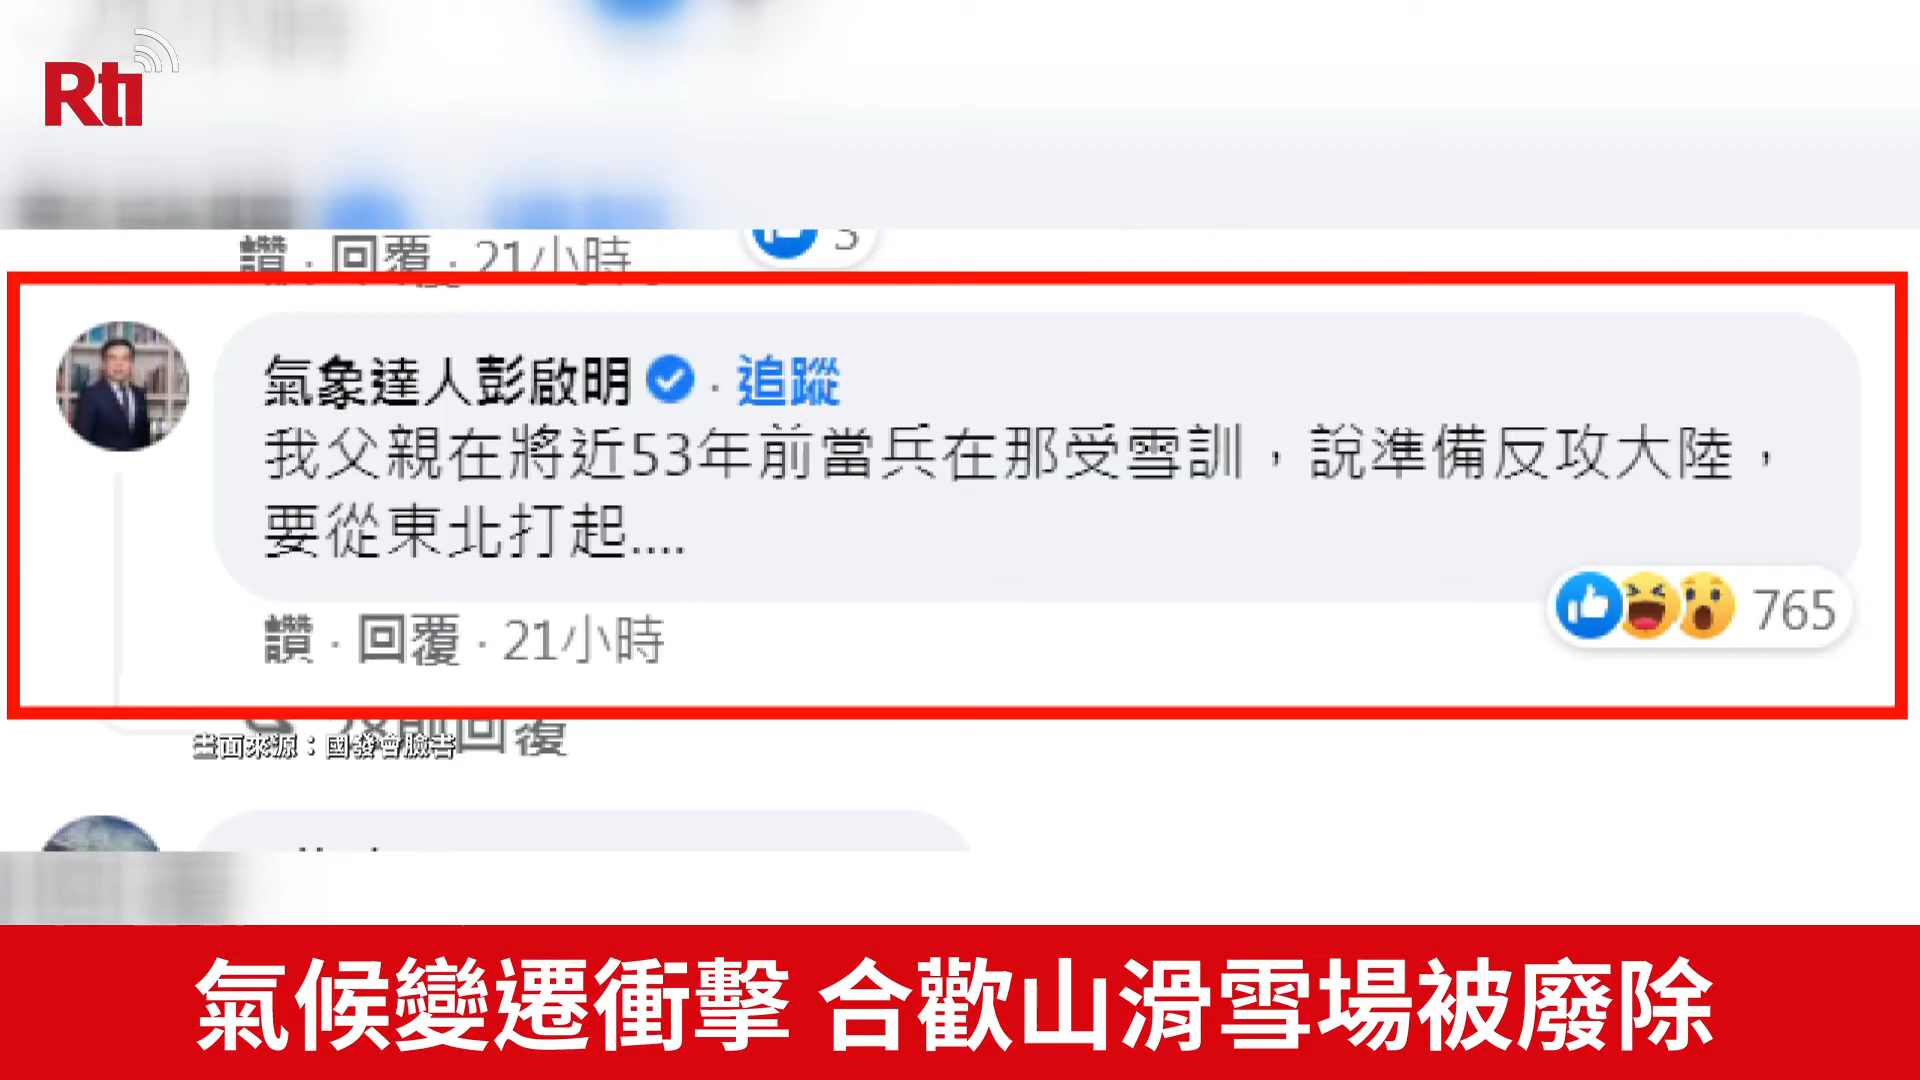 Rti
讚 · 回覆 · 21小時
3
氣象達人彭啟明 · 追蹤
我父親在將近53年前當兵在那受雪訓，說準備反攻大陸，
要從東北打起....
765
讚 · 回覆 · 21小時
回覆
畫面來源：國發會臉書
氣候變遷衝擊 合歡山滑雪場被廢除